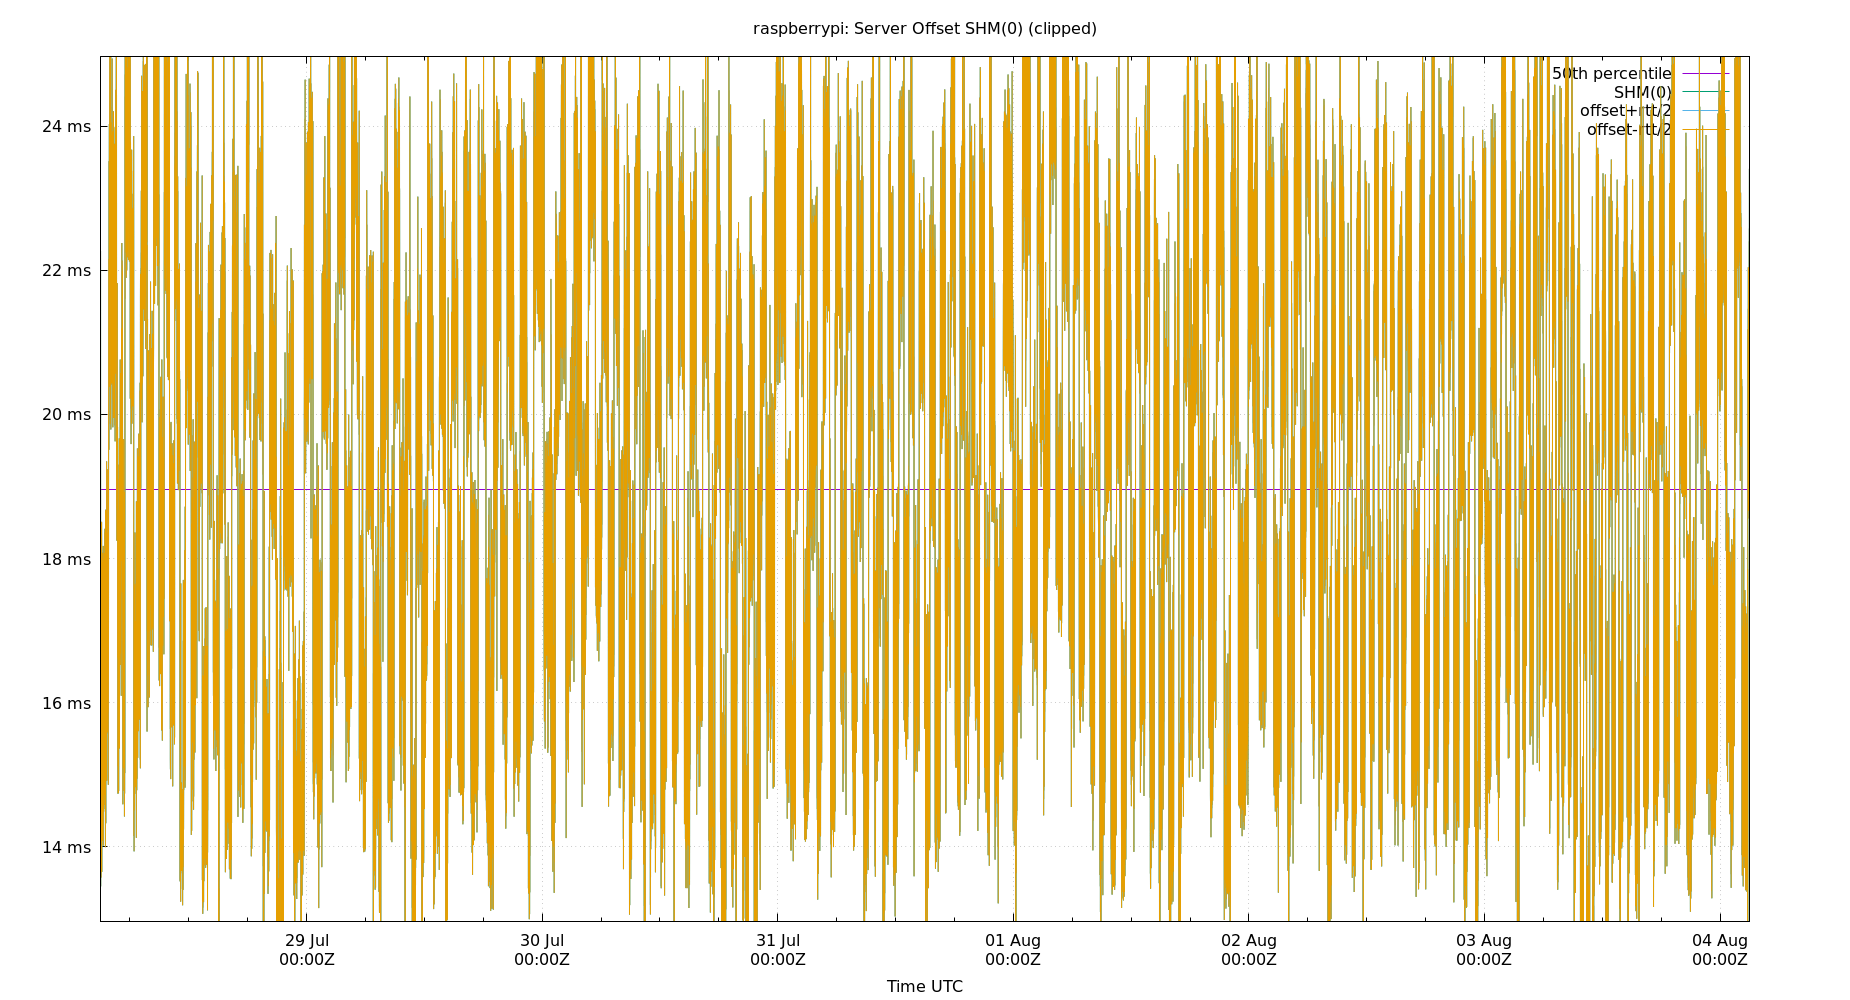 raspberrypi: Server Offset SHM(0) (clipped)
50th percentile
SHM(0)
offset+rtt/2
offset-rtt/2
24 ms
22 ms
20 ms
18 ms
16 ms
14 ms
29 Jul 30 Jul 31 Jul 01 Aug 02 Aug 03 Aug 04 Aug
00:00Z 00:00Z 00:00Z 00:00Z 00:00Z 00:00Z 00:00Z
Time UTC